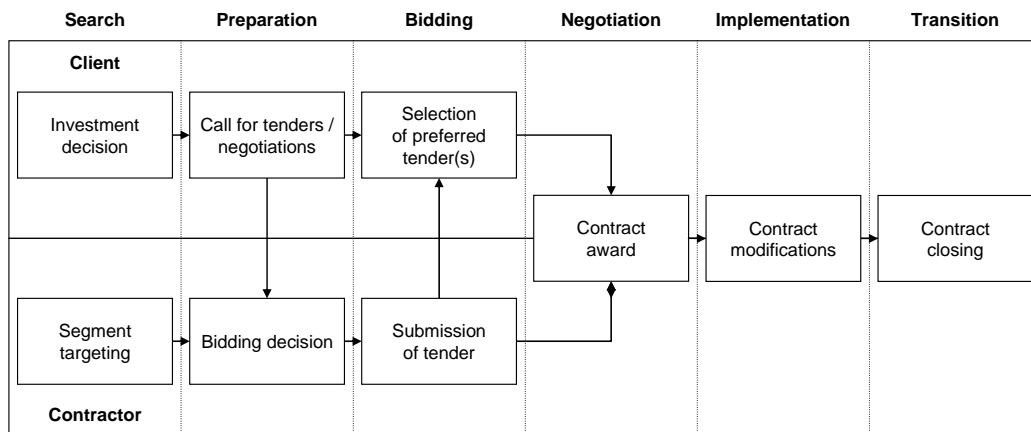 Search Preparation Bidding Negotiation Implementation Transition
Client
Investment
decision
Call for tenders /
negotiations
Selection
of preferred
tender(s)
Contract
award
Contract
modifications
Contract
closing
Segment
targeting
Bidding decision
Submission
of tender
Contractor